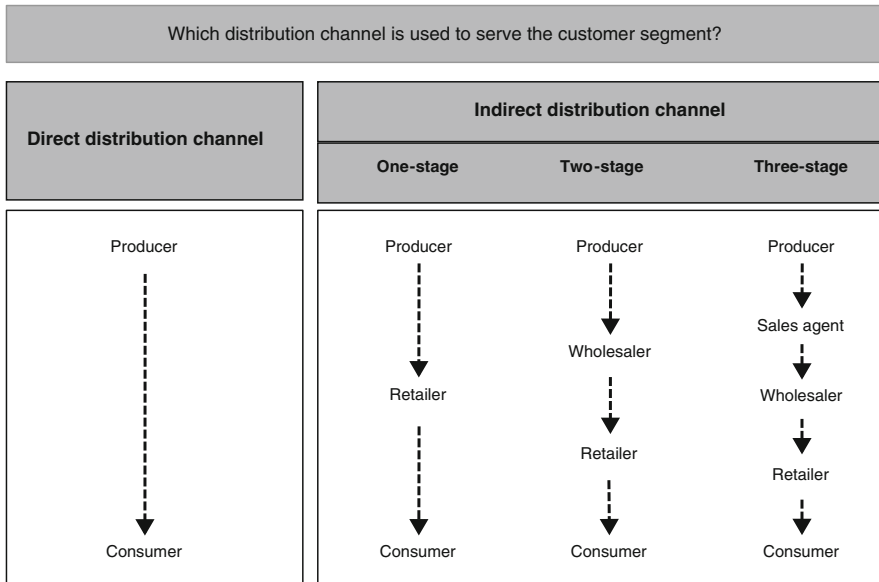 Which distribution channel is used to serve the customer segment?
Direct distribution channel
Indirect distribution channel
One-stage
Two-stage
Three-stage
Producer
Consumer
Producer
Retailer
Consumer
Producer
Wholesaler
Retailer
Consumer
Producer
Sales agent
Wholesaler
Retailer
Consumer